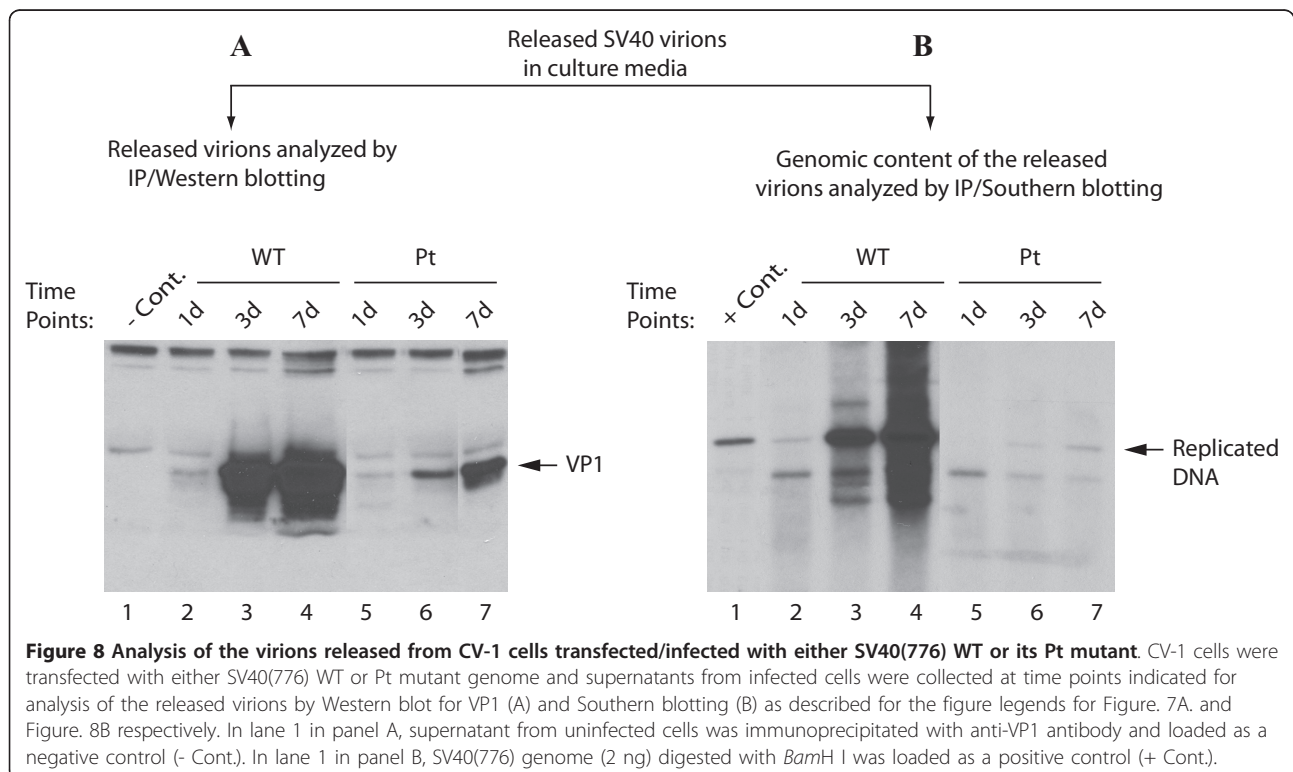 A
B
Released SV40 virions
in culture media
Released virions analyzed by
IP/Western blotting
Genomic content of the released
virions analyzed by IP/Southern blotting
WT Pt
Time
Points:
- Cont. 1d 3d 7d 1d 3d 7d
VP1
1 2 3 4 5 6 7
WT Pt
Time
Points:
+ Cont. 1d 3d 7d 1d 3d 7d
Replicated
DNA
1 2 3 4 5 6 7
Figure 8 Analysis of the virions released from CV-1 cells transfected/infected with either SV40(776) WT or its Pt mutant. CV-1 cells were
transfected with either SV40(776) WT or Pt mutant genome and supernatants from infected cells were collected at time points indicated for
analysis of the released virions by Western blot for VP1 (A) and Southern blotting (B) as described for the figure legends for Figure. 7A. and
Figure. 8B respectively. In lane 1 in panel A, supernatant from uninfected cells was immunoprecipitated with anti-VP1 antibody and loaded as a
negative control (- Cont.). In lane 1 in panel B, SV40(776) genome (2 ng) digested with BamH I was loaded as a positive control (+ Cont.).